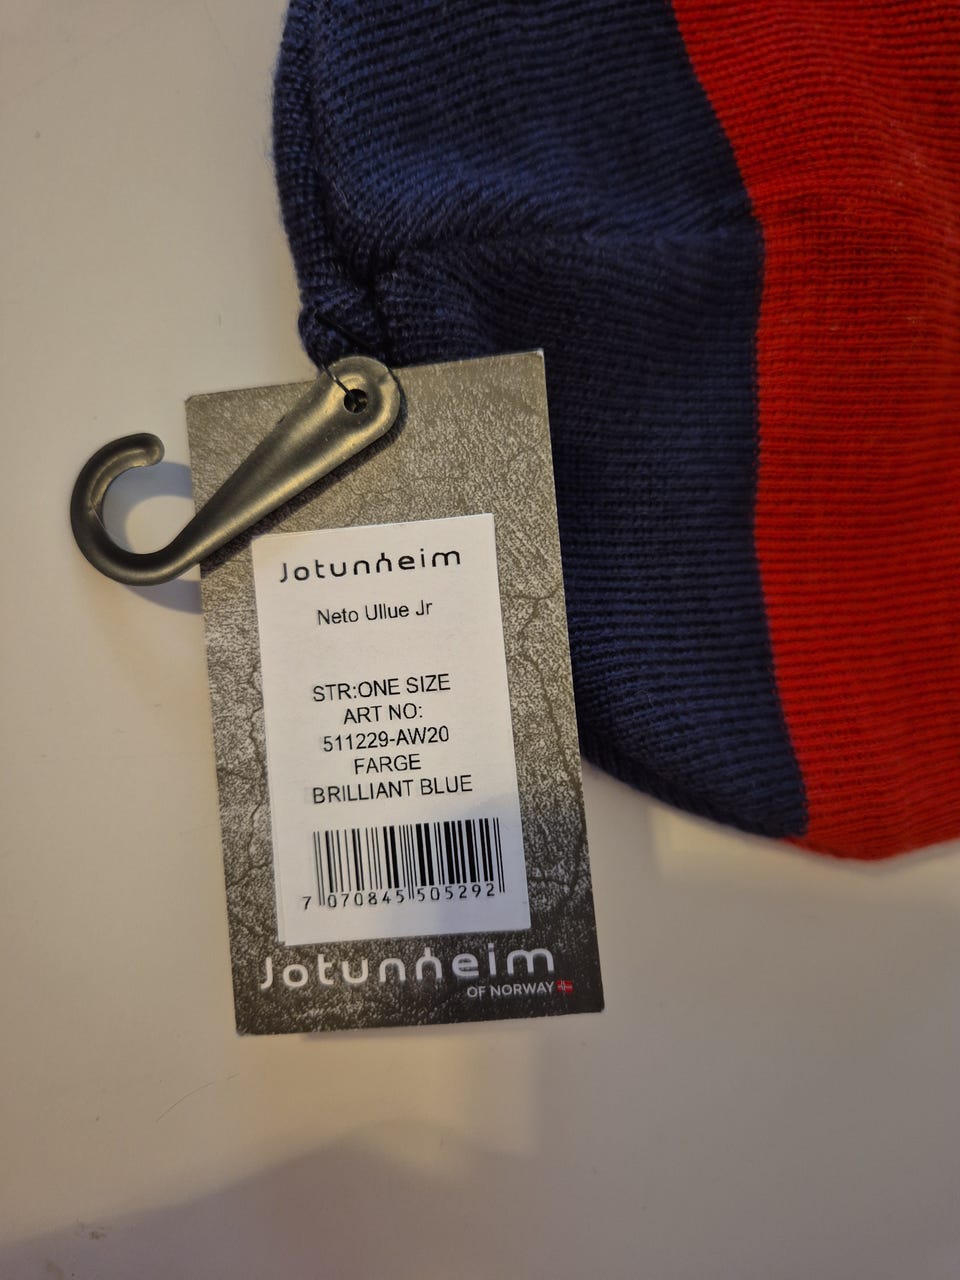 Jotunheim
Neto Ullue Jr
STR:ONE SIZE
ART NO:
511229-AW20
FARGE
BRILLIANT BLUE
7 070845 505292
Jotunheim
OF NORWAY